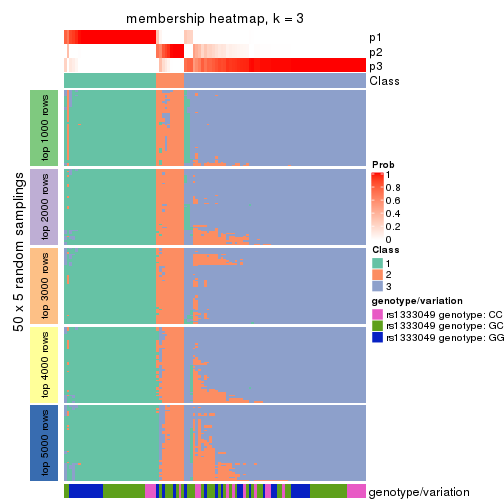 membership heatmap, k = 3
p1
p2
p3
Class
50 x 5 random samplings
top 1000 rows
top 2000 rows
top 3000 rows
top 4000 rows
top 5000 rows
Prob
1
0.8
0.6
0.4
0.2
0
Class
1
2
3
genotype/variation
rs1333049 genotype: CC
rs1333049 genotype: GC
rs1333049 genotype: GG
genotype/variation